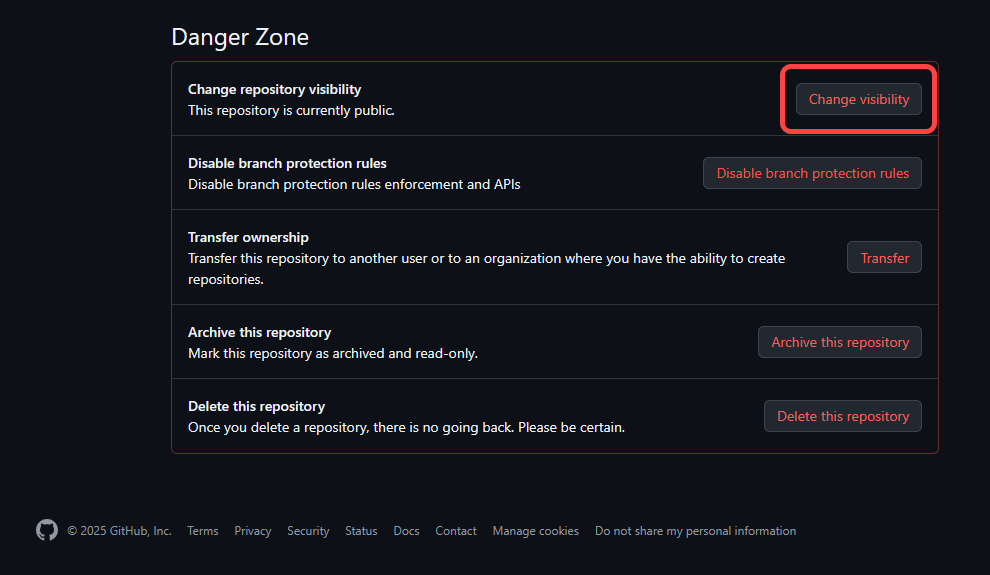 Danger Zone
Change repository visibility
This repository is currently public.
Change visibility
Disable branch protection rules
Disable branch protection rules enforcement and APIs
Disable branch protection rules
Transfer ownership
Transfer this repository to another user or to an organization where you have the ability to create
repositories.
Transfer
Archive this repository
Mark this repository as archived and read-only.
Archive this repository
Delete this repository
Once you delete a repository, there is no going back. Please be certain.
Delete this repository
© 2025 GitHub, Inc. Terms Privacy Security Status Docs Contact Manage cookies Do not share my personal information